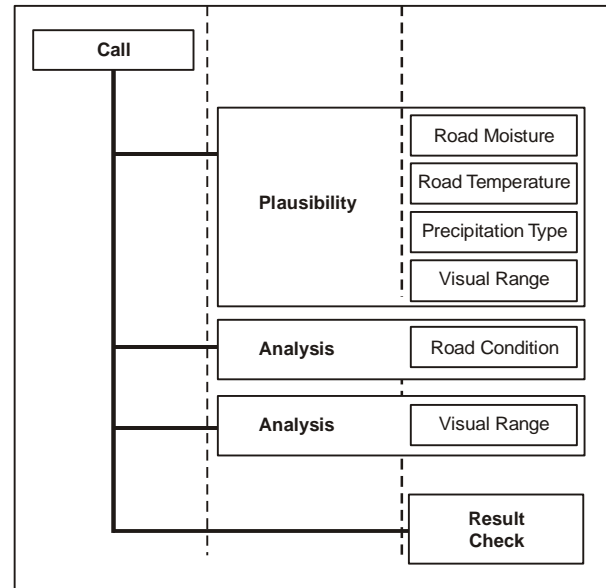 Call
Plausibility
Road Moisture
Road Temperature
Precipitation Type
Visual Range
Analysis
Road Condition
Analysis
Visual Range
Result
Check